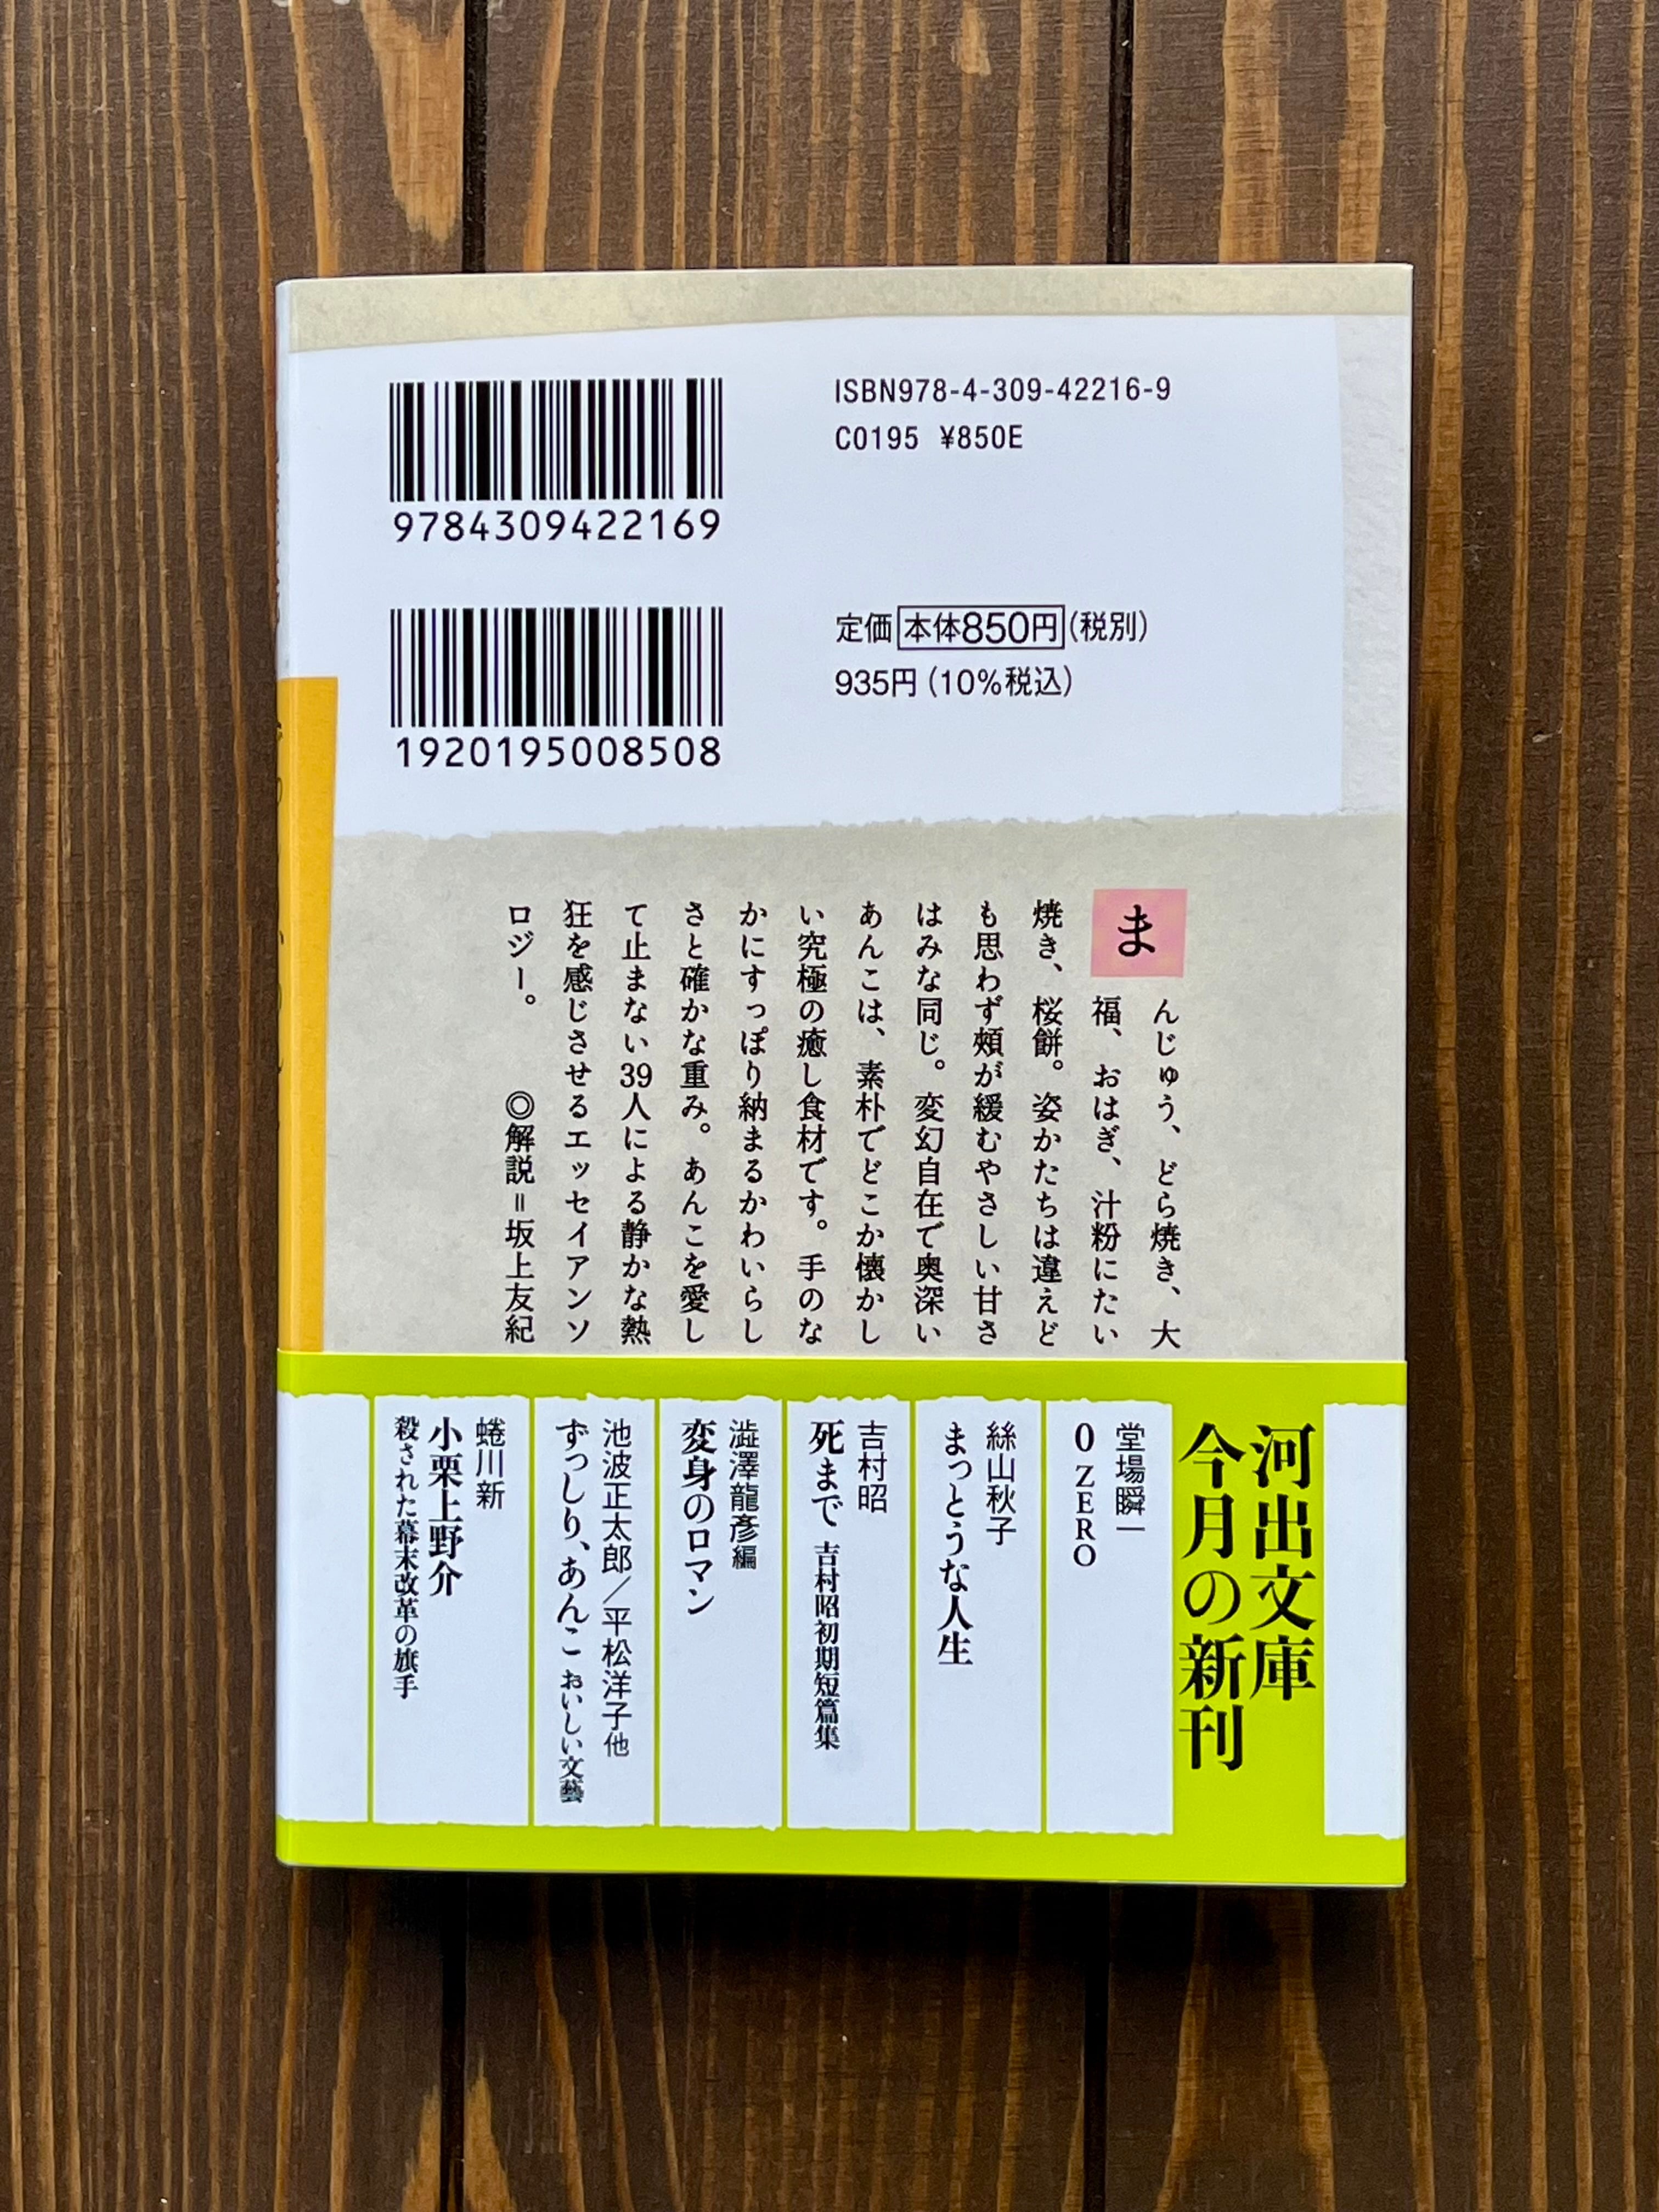 9784309422169
ISBN978-4-309-42216-9
C0195 ¥850E
1920195008508
定価 本体850円 (税別)
935円 (10%税込)
まんじゅう、どら焼き、大
福、おはぎ、汁粉にたい
焼き、桜餅。姿かたちは違えど
も思わず頰が緩むやさしい甘さ
はみな同じ。変幻自在で奥深い
あんこは、素朴でどこか懐かし
い究極の癒し食材です。手のな
かにすっぽり納まるかわいらし
さと確かな重み。あんこを愛し
て止まない39人による静かな熱
狂を感じさせるエッセイアンソ
ロジー。 ◎解説=坂上友紀
河出文庫
今月の新刊
堂場瞬一
0 ZERO
絲山秋子
まっとうな人生
吉村昭
死まで 吉村昭初期短篇集
澁澤龍彥編
変身のロマン
池波正太郎/平松洋子他
ずっしり、あんこ おいしい文藝
蜷川新
小栗上野介
殺された幕末改革の旗手